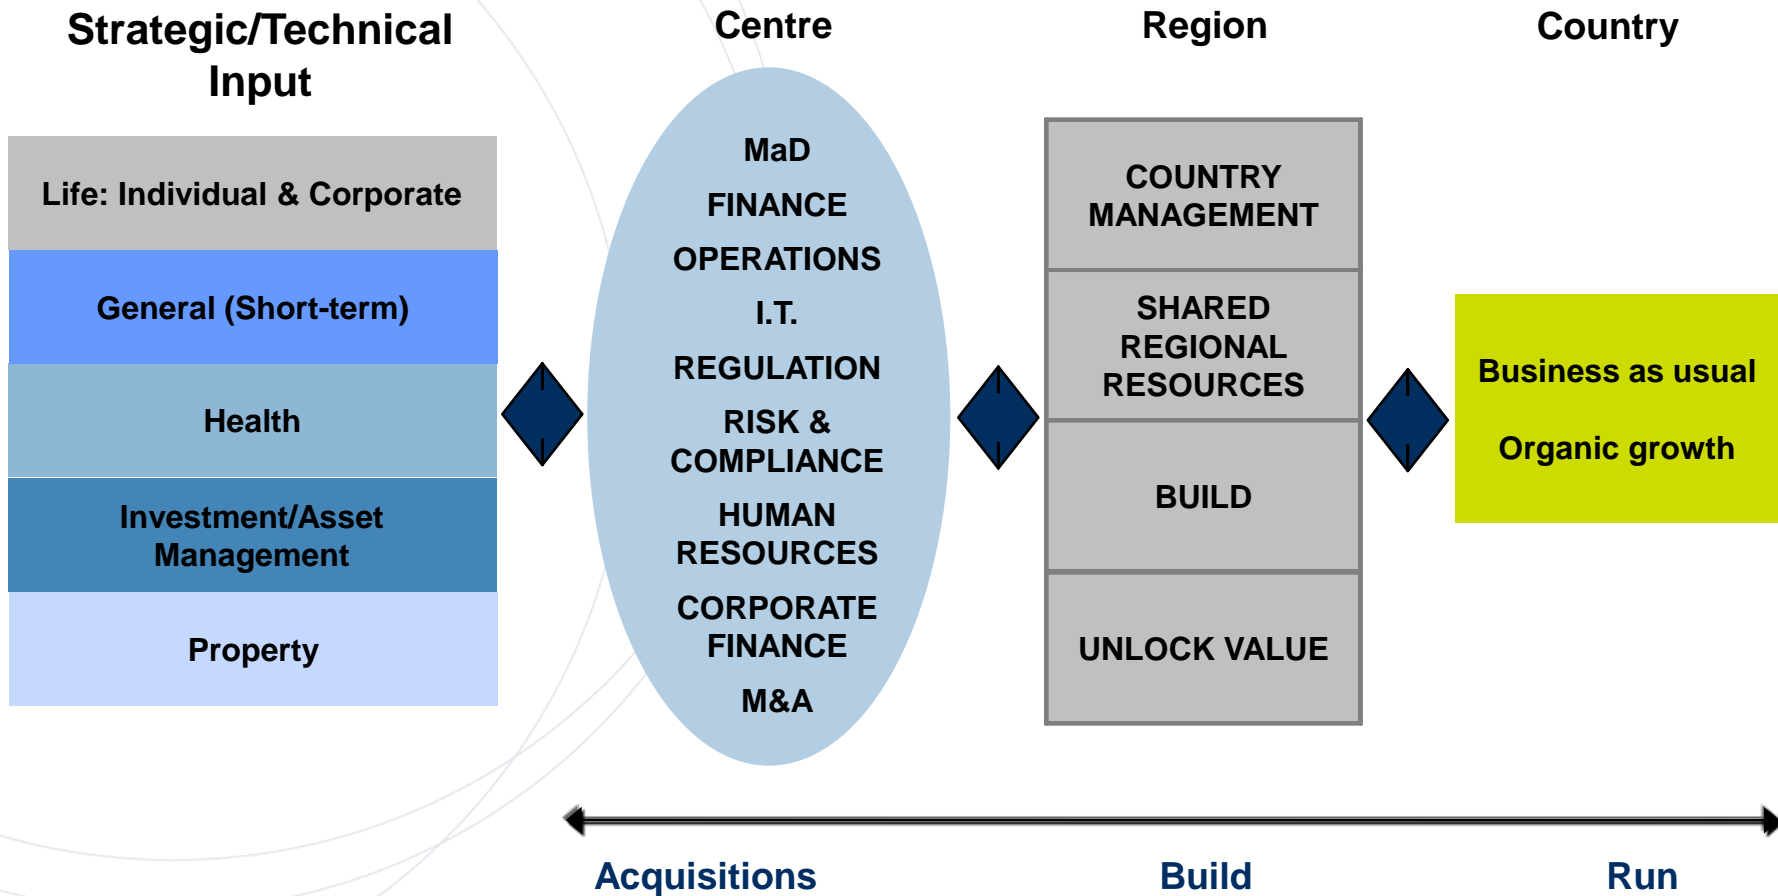 Strategic/Technical
Input
Centre
Region
Country
Life: Individual & Corporate
General (Short-term)
Health
Investment/Asset
Management
Property
MaD
FINANCE
OPERATIONS
I.T.
REGULATION
RISK &
COMPLIANCE
HUMAN
RESOURCES
CORPORATE
FINANCE
M&A
COUNTRY
MANAGEMENT
SHARED
REGIONAL
RESOURCES
BUILD
UNLOCK VALUE
Business as usual
Organic growth
Acquisitions
Build
Run